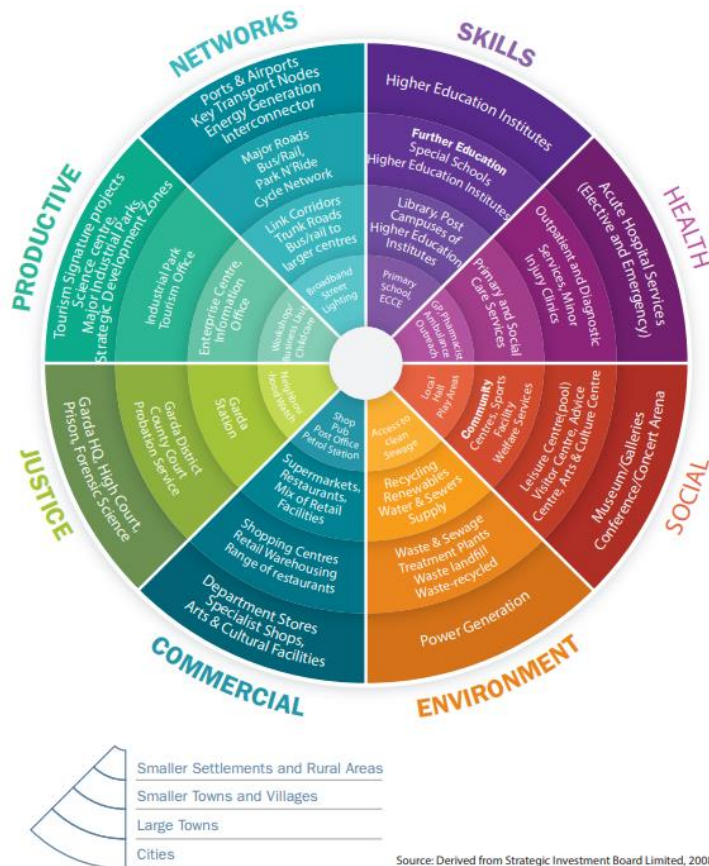 NETWORKS
Ports & Airports
Key Transport Nodes
Energy Generation
Interconnector
Major Roads
Bus/Rail,
Park N'Ride
Cycle Network
Link Corridors
Trunk Roads
Bus/rail to
larger centres
Broadband
Street
Lighting
SKILLS
Higher Education Institutes
Further Education
Special Schools
Higher Education Institutes
Library, Post
Campuses of
Higher Education
Institutes
Primary
School,
ECCE
HEALTH
Acute Hospital Services
(Elective and Emergency)
Outpatient and Diagnostic
Services, Minor
Injury Clinics
Primary and Social
Care Services
GP, Pharmacist
Ambulance
Outreach
SOCIAL
Museum/Galleries
Conference/Concert Arena
Leisure Centre(pool)
Visitor Centre, Advice
Centre, Arts & Culture Centre
Community
Centres, Sports
Facility
Welfare Services
Local
Hall
Play Areas
ENVIRONMENT
Power Generation
Waste & Sewage
Treatment Plants
Waste landfill
Waste-recycled
Recycling
Renewables
Water & Sewers
Supply
Access to
clean
Sewage
COMMERCIAL
Department Stores
Specialist Shops,
Arts & Cultural Facilities
Shopping Centres
Retail Warehousing
Range of restaurants
Supermarkets,
Restaurants,
Mix of Retail
Facilities
Shop
Pub
Post Office
Petrol Station
JUSTICE
Garda HQ, High Court,
Prison, Forensic Science
Garda District
County Court
Probation Service
Garda
Station
Neighbour
-hood Watch
PRODUCTIVE
Tourism Signature projects
Science centre,
Major Industrial Parks,
Strategic Development Zones
Industrial Park
Tourism Office
Enterprise Centre,
Information
Office
Workshop/
Business Unit
Childcare
Smaller Settlements and Rural Areas
Smaller Towns and Villages
Large Towns
Cities
Source: Derived from Strategic Investment Board Limited,